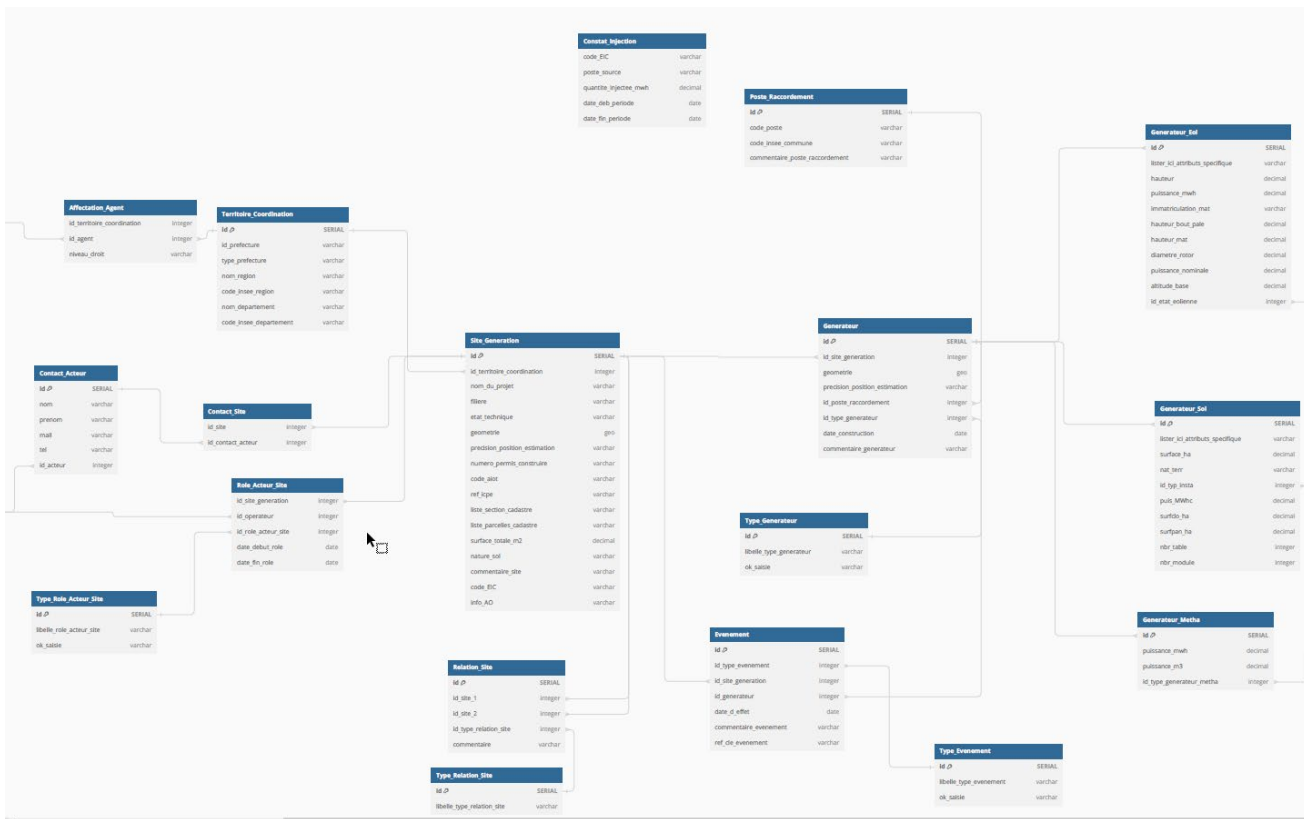 Constat_Injection
code_EIC varchar
poste_source varchar
quantite_injectee_mwh decimal
date_deb_periode date
date_fin_periode date
Poste_Raccordement
id SERIAL
code_poste varchar
code_insee_commune varchar
commentaire_poste_raccordement varchar
Generateur_Eol
id SERIAL
lister_ici_attributs_specifique varchar
hauteur decimal
puissance_mwh decimal
immatriculation_mat varchar
hauteur_bout_pale decimal
hauteur_mat decimal
diametre_rotor decimal
puissance_nominale decimal
altitude_base decimal
id_etat_eolienne integer
Affectation_Agent
id_territoire_coordination integer
id_agent integer
niveau_droit varchar
Territoire_Coordination
id SERIAL
id_prefecture varchar
type_prefecture varchar
nom_region varchar
code_insee_region varchar
nom_departement varchar
code_insee_departement varchar
Site_Generation
id SERIAL
id_territoire_coordination integer
nom_du_projet varchar
filiere varchar
etat_technique varchar
geometrie geo
precision_position_estimation varchar
numero_permis_construire varchar
code_aiot varchar
ref_icpe varchar
liste_section_cadastre varchar
liste_parcelles_cadastre varchar
surface_totale_m2 decimal
nature_sol varchar
commentaire_site varchar
code_EIC varchar
info_AO varchar
Generateur
id SERIAL
id_site_generation integer
geometrie geo
precision_position_estimation varchar
id_poste_raccordement integer
id_type_generateur integer
date_construction date
commentaire_generateur varchar
Contact_Acteur
id SERIAL
nom varchar
prenom varchar
mail varchar
tel varchar
id_acteur integer
Contact_Site
id_site integer
id_contact_acteur integer
Generateur_Sol
id SERIAL
lister_ici_attributs_specifique varchar
surface_ha decimal
nat_terr varchar
id_typ_insta integer
puis_MWhc decimal
surfdo_ha decimal
surfpan_ha decimal
nbr_table integer
nbr_module integer
Role_Acteur_Site
id_site_generation integer
id_operateur integer
id_role_acteur_site integer
date_debut_role date
date_fin_role date
Type_Generateur
id SERIAL
libelle_type_generateur varchar
ok_saisie varchar
Type_Role_Acteur_Site
id SERIAL
libelle_role_acteur_site varchar
ok_saisie varchar
Generateur_Metha
id SERIAL
puissance_mwh decimal
puissance_m3 decimal
id_type_generateur_metha integer
Evenement
id SERIAL
id_type_evenement integer
id_site_generation integer
id_generateur integer
date_d_effet date
commentaire_evenement varchar
ref_cle_evenement varchar
Relation_Site
id SERIAL
id_site_1 integer
id_site_2 integer
id_type_relation_site integer
commentaire varchar
Type_Evenement
id SERIAL
libelle_type_evenement varchar
ok_saisie varchar
Type_Relation_Site
id SERIAL
libelle_type_relation_site varchar